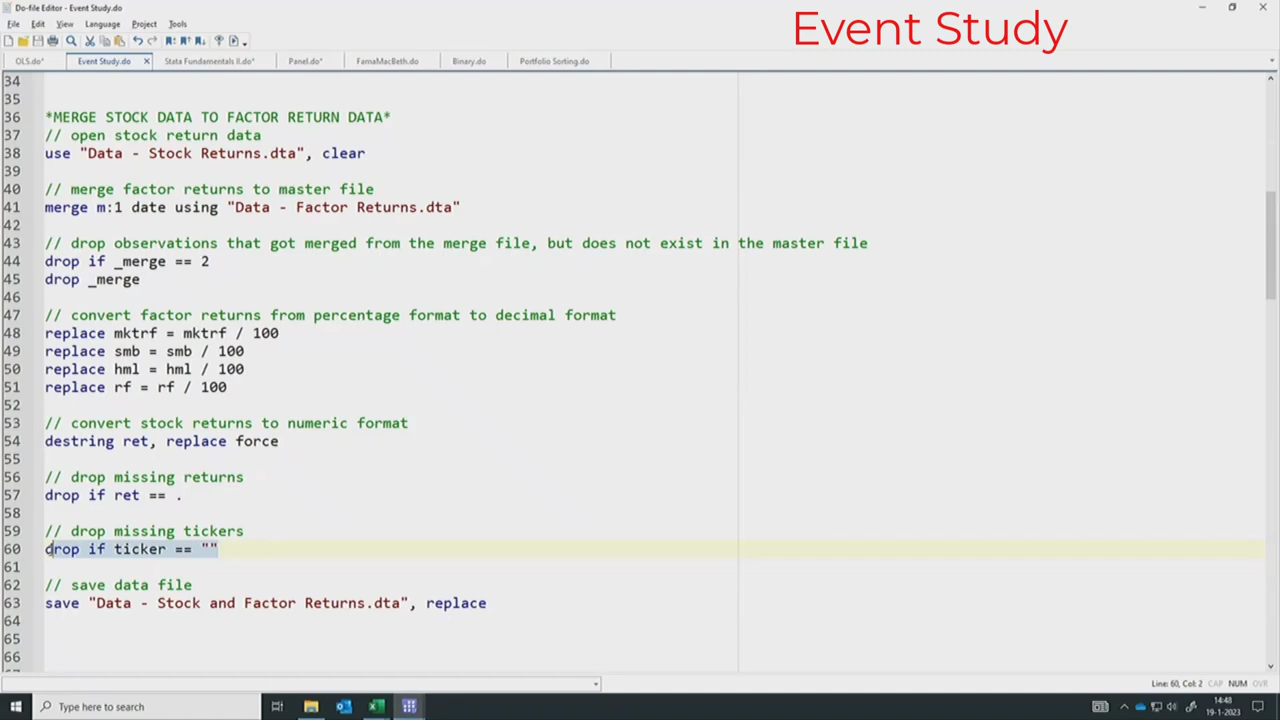 Do-file Editor - Event Study.do
Event Study
File Edit View Language Project Tools
OLS.do* Event Study.do Stata Fundamentals II.do* Panel.do* FamaMacBeth.do Binary.do Portfolio Sorting.do
34
35
36 *MERGE STOCK DATA TO FACTOR RETURN DATA*
37 // open stock return data
38 use "Data - Stock Returns.dta", clear
39
40 // merge factor returns to master file
41 merge m:1 date using "Data - Factor Returns.dta"
42
43 // drop observations that got merged from the merge file, but does not exist in the master file
44 drop if _merge == 2
45 drop _merge
46
47 // convert factor returns from percentage format to decimal format
48 replace mktrf = mktrf / 100
49 replace smb = smb / 100
50 replace hml = hml / 100
51 replace rf = rf / 100
52
53 // convert stock returns to numeric format
54 destring ret, replace force
55
56 // drop missing returns
57 drop if ret == .
58
59 // drop missing tickers
60 drop if ticker == ""
61
62 // save data file
63 save "Data - Stock and Factor Returns.dta", replace
64
65
66
Line: 60, Col: 2 CAP NUM OVR
Type here to search
14:48
19-1-2023